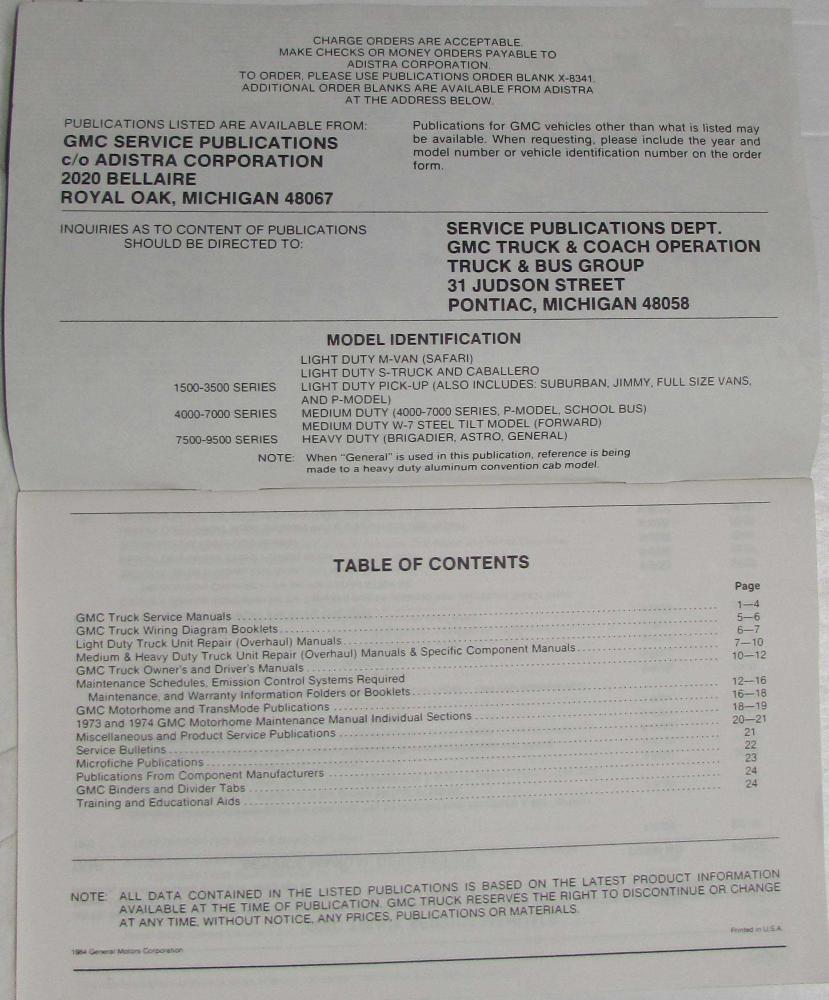 CHARGE ORDERS ARE ACCEPTABLE.
MAKE CHECKS OR MONEY ORDERS PAYABLE TO
ADISTRA CORPORATION.
TO ORDER, PLEASE USE PUBLICATIONS ORDER BLANK X-8341.
ADDITIONAL ORDER BLANKS ARE AVAILABLE FROM ADISTRA
AT THE ADDRESS BELOW.
PUBLICATIONS LISTED ARE AVAILABLE FROM:
GMC SERVICE PUBLICATIONS
c/o ADISTRA CORPORATION
2020 BELLAIRE
ROYAL OAK, MICHIGAN 48067
Publications for GMC vehicles other than what is listed may
be available. When requesting, please include the year and
model number or vehicle identification number on the order
form.
INQUIRIES AS TO CONTENT OF PUBLICATIONS
SHOULD BE DIRECTED TO:
SERVICE PUBLICATIONS DEPT.
GMC TRUCK & COACH OPERATION
TRUCK & BUS GROUP
31 JUDSON STREET
PONTIAC, MICHIGAN 48058
MODEL IDENTIFICATION
LIGHT DUTY M-VAN (SAFARI)
LIGHT DUTY S-TRUCK AND CABALLERO
1500-3500 SERIES LIGHT DUTY PICK-UP (ALSO INCLUDES: SUBURBAN, JIMMY, FULL SIZE VANS,
AND P-MODEL)
4000-7000 SERIES MEDIUM DUTY (4000-7000 SERIES, P-MODEL, SCHOOL BUS)
MEDIUM DUTY W-7 STEEL TILT MODEL (FORWARD)
7500-9500 SERIES HEAVY DUTY (BRIGADIER, ASTRO, GENERAL)
NOTE: When "General" is used in this publication, reference is being
made to a heavy duty aluminum convention cab model.
TABLE OF CONTENTS
Page
GMC Truck Service Manuals 1—4
GMC Truck Wiring Diagram Booklets 5—6
Light Duty Truck Unit Repair (Overhaul) Manuals 6—7
Medium & Heavy Duty Truck Unit Repair (Overhaul) Manuals & Specific Component Manuals 7—10
GMC Truck Owner's and Driver's Manuals 10—12
Maintenance Schedules, Emission Control Systems Required
Maintenance, and Warranty Information Folders or Booklets 12—16
GMC Motorhome and TransMode Publications 16—18
1973 and 1974 GMC Motorhome Maintenance Manual Individual Sections 18—19
Miscellaneous and Product Service Publications 20—21
Service Bulletins 21
Microfiche Publications 22
Publications From Component Manufacturers 23
GMC Binders and Divider Tabs 24
Training and Educational Aids 24
NOTE: ALL DATA CONTAINED IN THE LISTED PUBLICATIONS IS BASED ON THE LATEST PRODUCT INFORMATION
AVAILABLE AT THE TIME OF PUBLICATION. GMC TRUCK RESERVES THE RIGHT TO DISCONTINUE OR CHANGE
AT ANY TIME, WITHOUT NOTICE, ANY PRICES, PUBLICATIONS OR MATERIALS.
1984 General Motors Corporation
Printed in U.S.A.